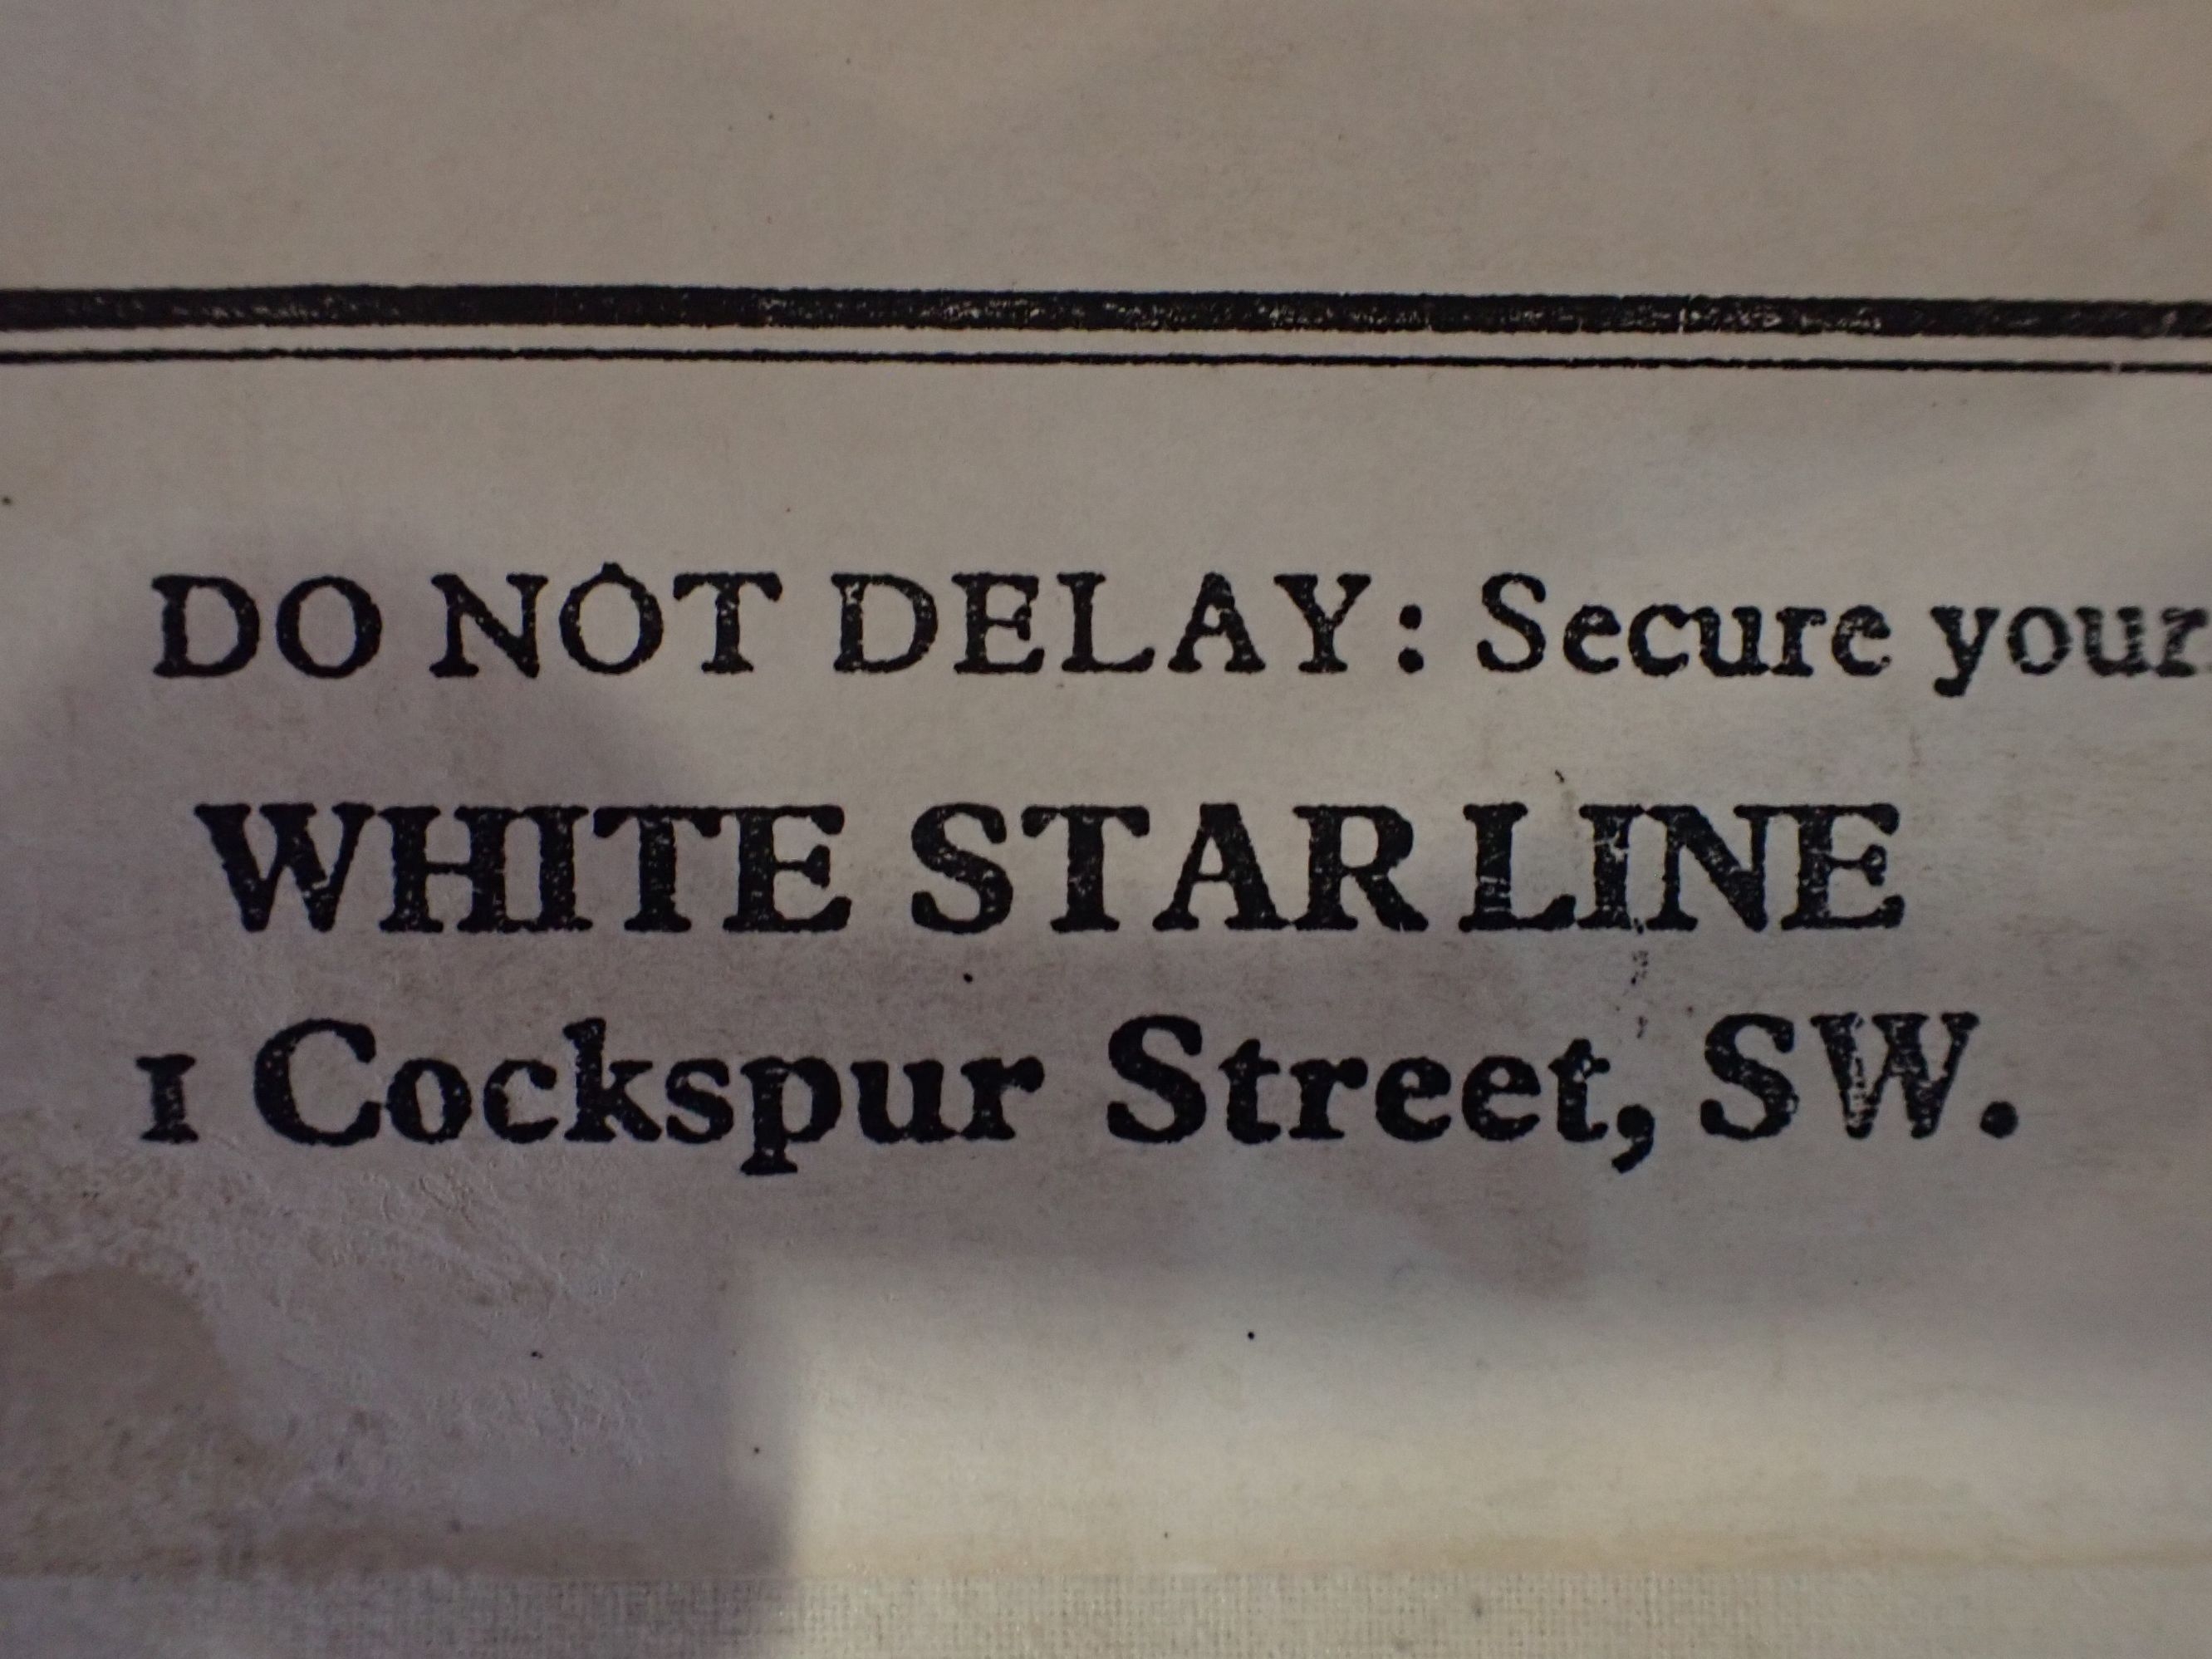 DO NOT DELAY: Secure your
WHITE STAR LINE
1 Cockspur Street, SW.